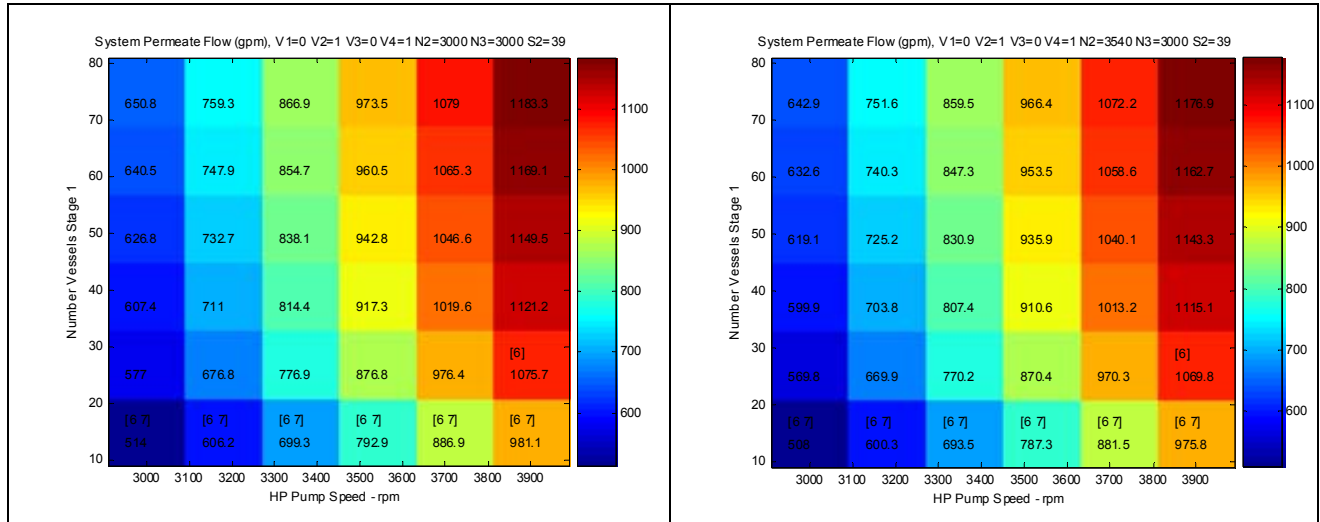 System Permeate Flow (gpm), V1=0 V2=1 V3=0 V4=1 N2=3000 N3=3000 S2=39
80
70
60
50
40
30
20
10
Number Vessels Stage 1
650.8 759.3 866.9 973.5 1079 1183.3
640.5 747.9 854.7 960.5 1065.3 1169.1
626.8 732.7 838.1 942.8 1046.6 1149.5
607.4 711 814.4 917.3 1019.6 1121.2
[6]
577 676.8 776.9 876.8 976.4 1075.7
[6 7] [6 7] [6 7] [6 7] [6 7] [6 7]
514 606.2 699.3 792.9 886.9 981.1
3000 3100 3200 3300 3400 3500 3600 3700 3800 3900
HP Pump Speed - rpm
1100
1000
900
800
700
600
System Permeate Flow (gpm), V1=0 V2=1 V3=0 V4=1 N2=3540 N3=3000 S2=39
80
70
60
50
40
30
20
10
Number Vessels Stage 1
642.9 751.6 859.5 966.4 1072.2 1176.9
632.6 740.3 847.3 953.5 1058.6 1162.7
619.1 725.2 830.9 935.9 1040.1 1143.3
599.9 703.8 807.4 910.6 1013.2 1115.1
[6]
569.8 669.9 770.2 870.4 970.3 1069.8
[6 7] [6 7] [6 7] [6 7] [6 7] [6 7]
508 600.3 693.5 787.3 881.5 975.8
3000 3100 3200 3300 3400 3500 3600 3700 3800 3900
HP Pump Speed - rpm
1100
1000
900
800
700
600